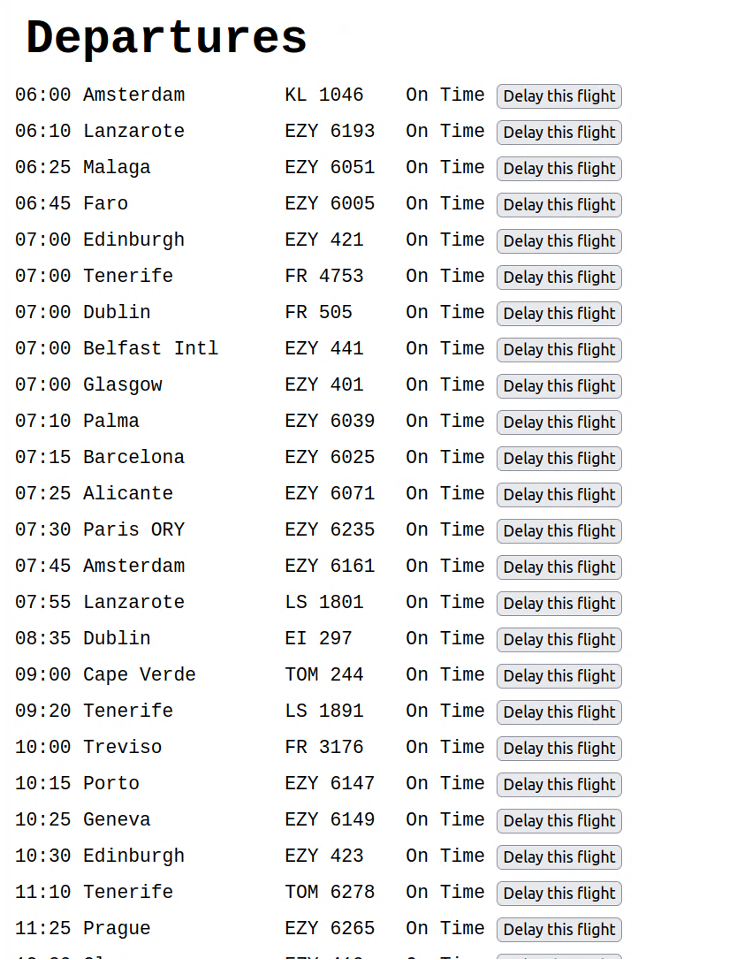 Departures
06:00 Amsterdam KL 1046 On Time Delay this flight
06:10 Lanzarote EZY 6193 On Time Delay this flight
06:25 Malaga EZY 6051 On Time Delay this flight
06:45 Faro EZY 6005 On Time Delay this flight
07:00 Edinburgh EZY 421 On Time Delay this flight
07:00 Tenerife FR 4753 On Time Delay this flight
07:00 Dublin FR 505 On Time Delay this flight
07:00 Belfast Intl EZY 441 On Time Delay this flight
07:00 Glasgow EZY 401 On Time Delay this flight
07:10 Palma EZY 6039 On Time Delay this flight
07:15 Barcelona EZY 6025 On Time Delay this flight
07:25 Alicante EZY 6071 On Time Delay this flight
07:30 Paris ORY EZY 6235 On Time Delay this flight
07:45 Amsterdam EZY 6161 On Time Delay this flight
07:55 Lanzarote LS 1801 On Time Delay this flight
08:35 Dublin EI 297 On Time Delay this flight
09:00 Cape Verde TOM 244 On Time Delay this flight
09:20 Tenerife LS 1891 On Time Delay this flight
10:00 Treviso FR 3176 On Time Delay this flight
10:15 Porto EZY 6147 On Time Delay this flight
10:25 Geneva EZY 6149 On Time Delay this flight
10:30 Edinburgh EZY 423 On Time Delay this flight
11:10 Tenerife TOM 6278 On Time Delay this flight
11:25 Prague EZY 6265 On Time Delay this flight